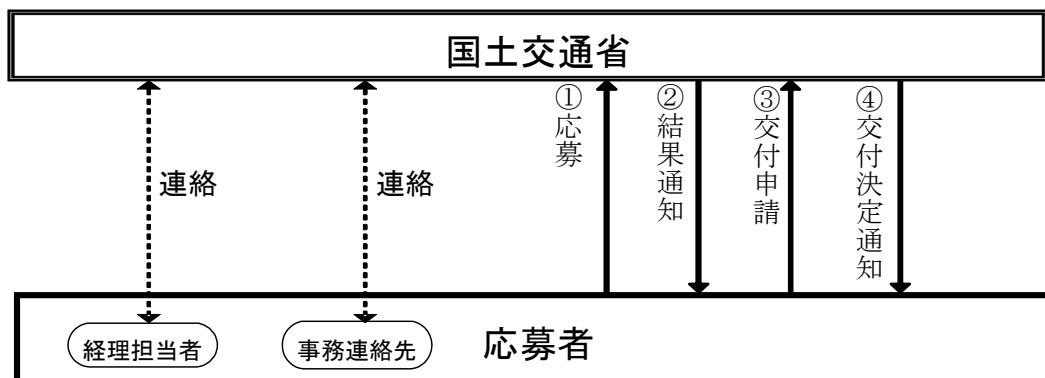 国土交通省
連絡
連絡
①応募
②結果通知
③交付申請
④交付決定通知
経理担当者
事務連絡先
応募者